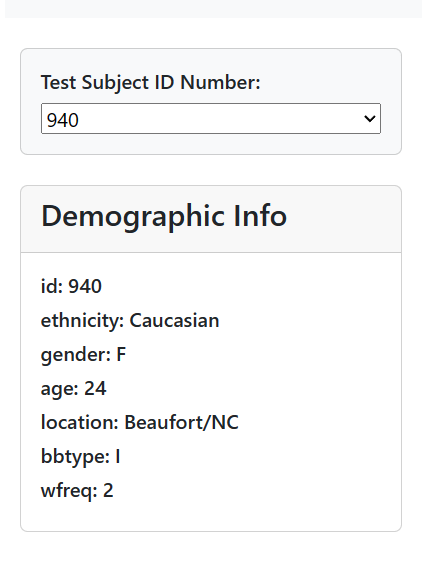 Test Subject ID Number:
940
Demographic Info
id: 940
ethnicity: Caucasian
gender: F
age: 24
location: Beaufort/NC
bbtype: I
wfreq: 2